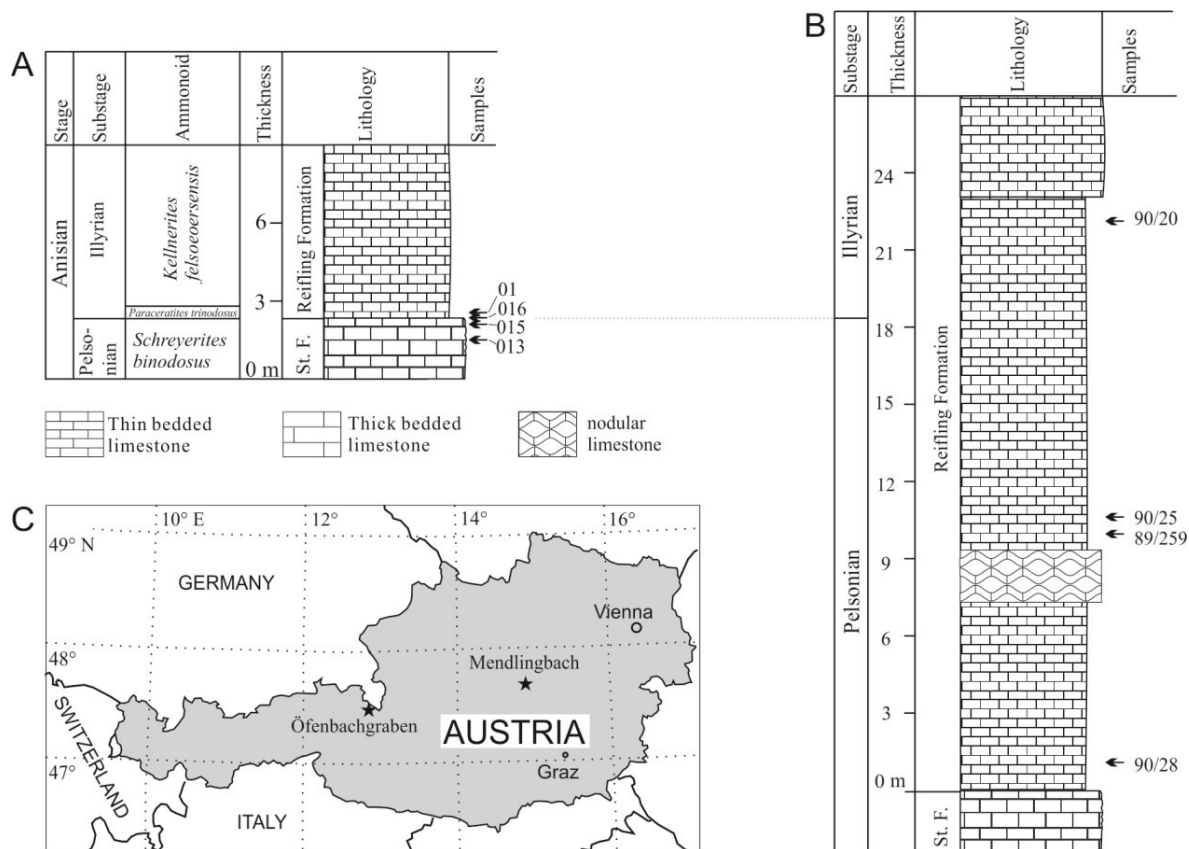 A
Stage
Substage
Ammonoid
Thickness
Lithology
Samples
Anisian
Illyrian
Pelso-
nian
Kellnerites
felsoeoersensis
Paraceratites trinodosus
Schreyerites
binodosus
6
3
0 m
Reifling Formation
St. F.
01
016
015
013
Thin bedded
limestone
Thick bedded
limestone
nodular
limestone
B
Substage
Thickness
Lithology
Samples
Illyrian
Pelsonian
24
21
18
15
12
9
6
3
0 m
Reifling Formation
St. F.
90/20
90/25
89/259
90/28
C
10° E
12°
14°
16°
49° N
48°
47°
GERMANY
Vienna
Mendlingbach
Öfenbachgraben
AUSTRIA
Graz
SWITZERLAND
ITALY